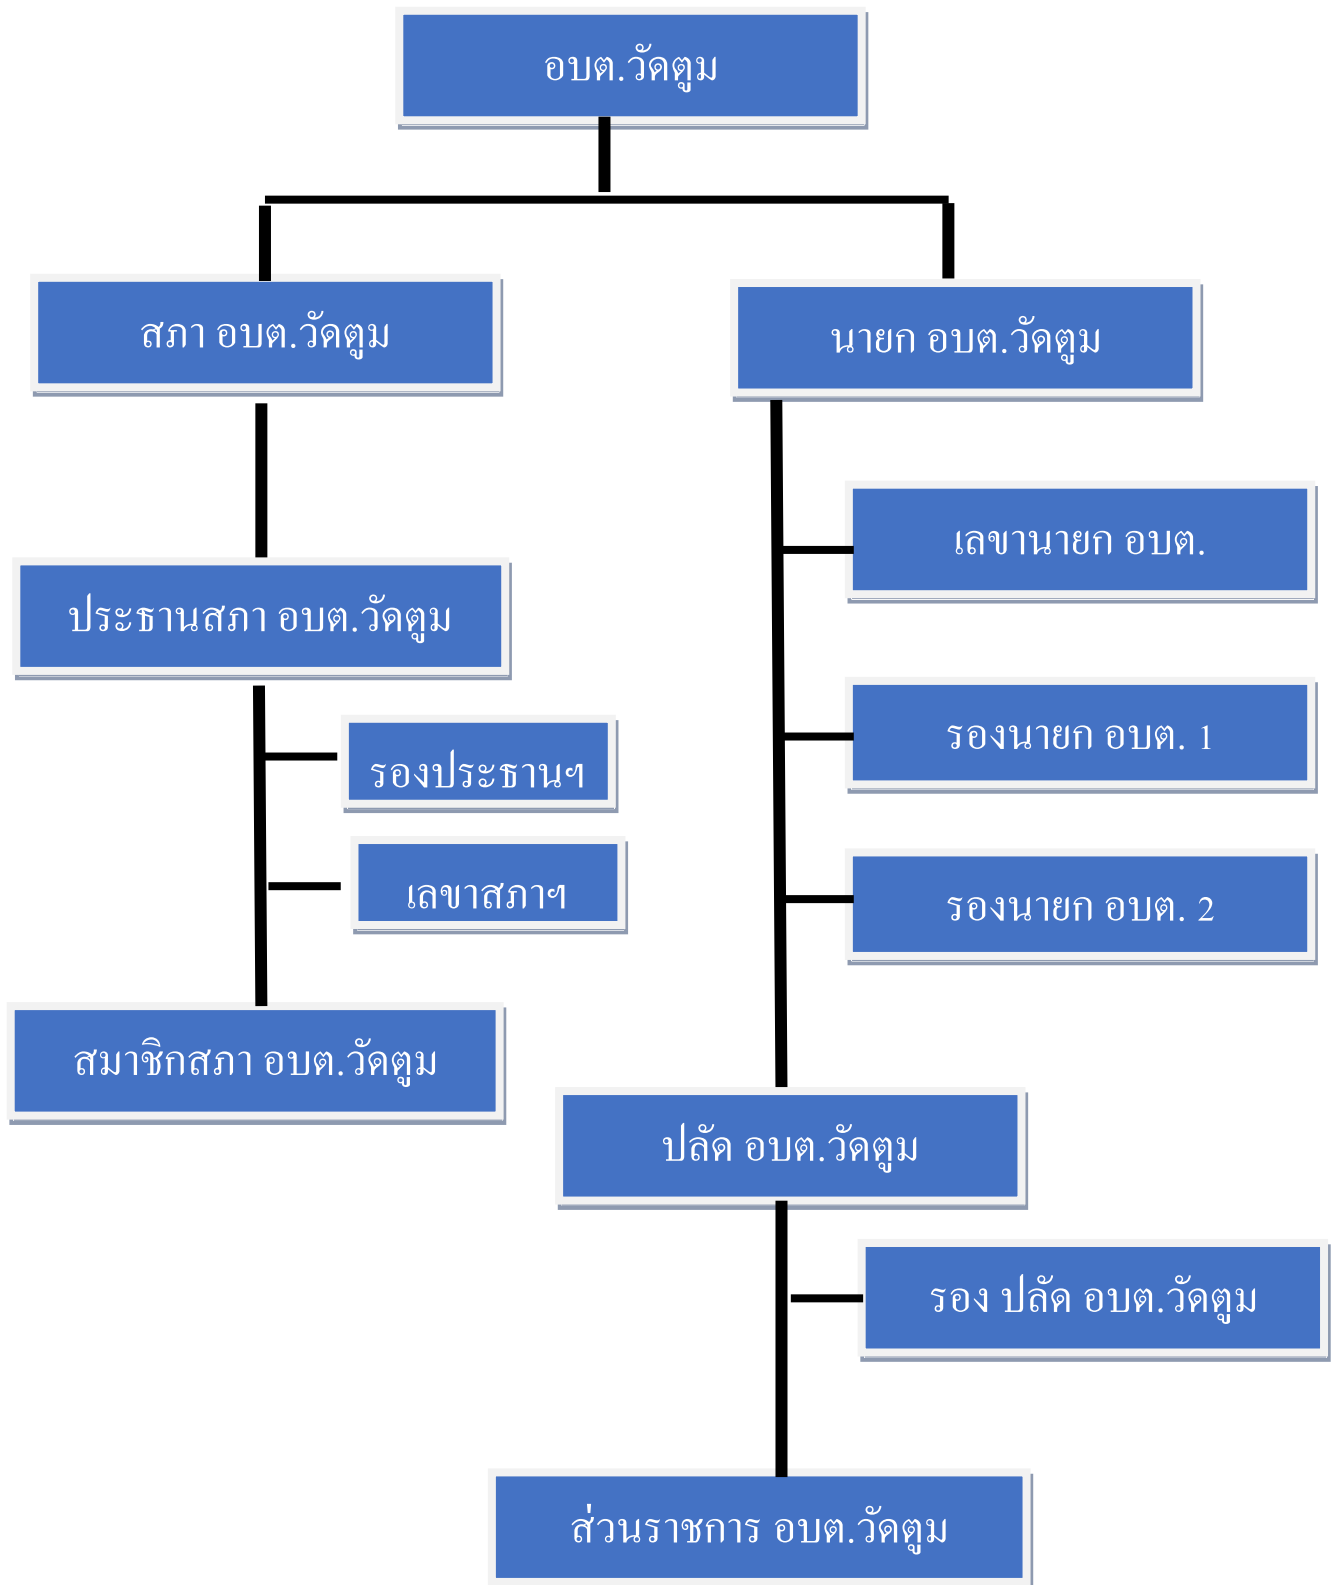 อบต.วัดตูม
สภา อบต.วัดตูม
นายก อบต.วัดตูม
เลขานายก อบต.
ประธานสภา อบต.วัดตูม
รองนายก อบต. 1
รองประธานฯ
เลขาสภาฯ
รองนายก อบต. 2
สมาชิกสภา อบต.วัดตูม
ปลัด อบต.วัดตูม
รอง ปลัด อบต.วัดตูม
ส่วนราชการ อบต.วัดตูม